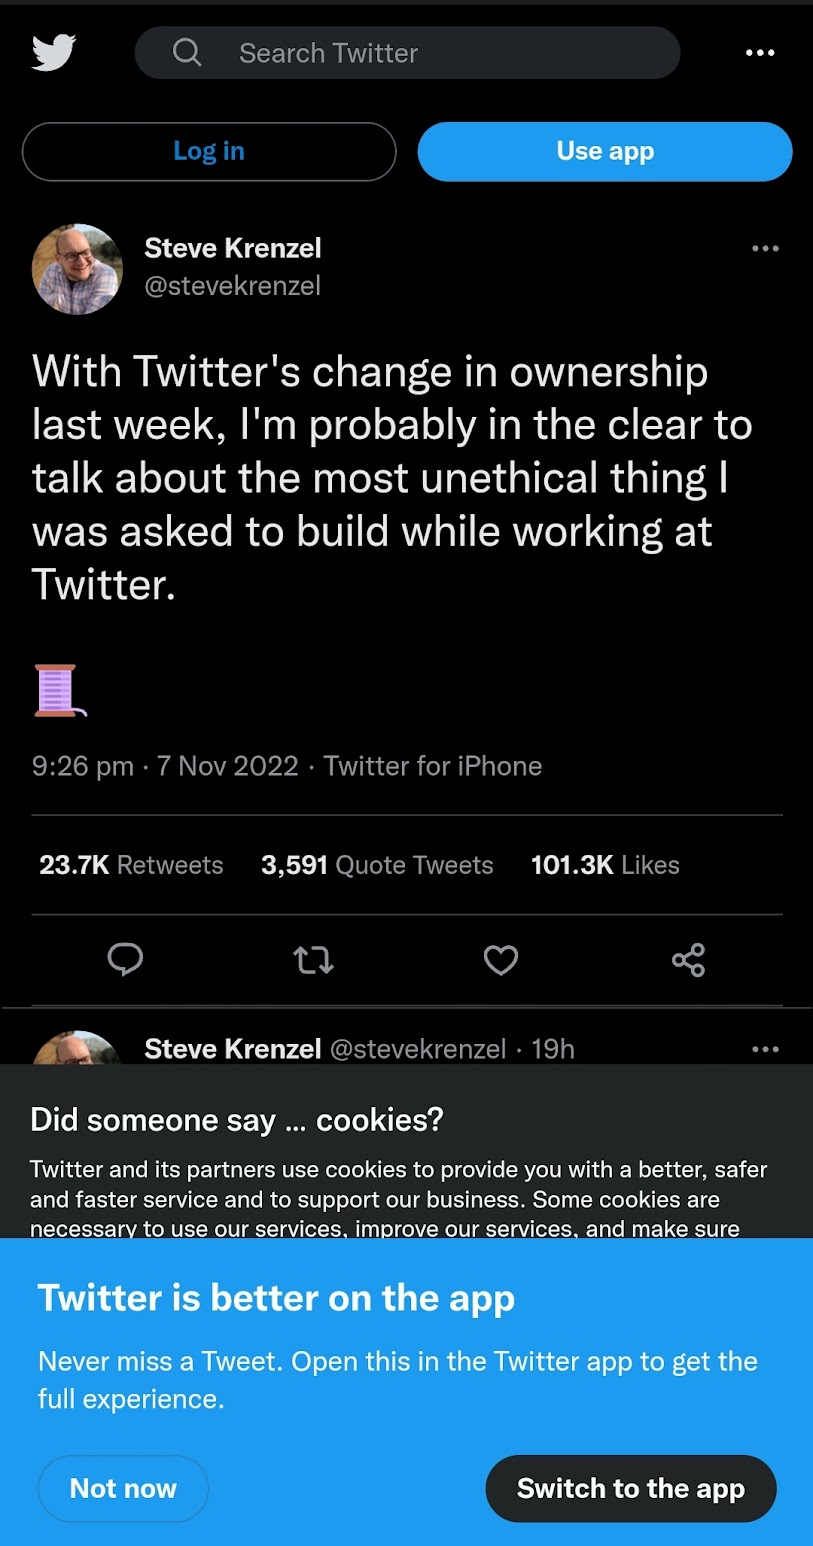 Search Twitter
Log in
Use app
Steve Krenzel
@stevekrenzel
With Twitter's change in ownership
last week, I'm probably in the clear to
talk about the most unethical thing I
was asked to build while working at
Twitter.
9:26 pm · 7 Nov 2022 · Twitter for iPhone
23.7K Retweets 3,591 Quote Tweets 101.3K Likes
Steve Krenzel @stevekrenzel · 19h
Did someone say ... cookies?
Twitter and its partners use cookies to provide you with a better, safer
and faster service and to support our business. Some cookies are
necessary to use our services, improve our services, and make sure
Twitter is better on the app
Never miss a Tweet. Open this in the Twitter app to get the
full experience.
Not now
Switch to the app